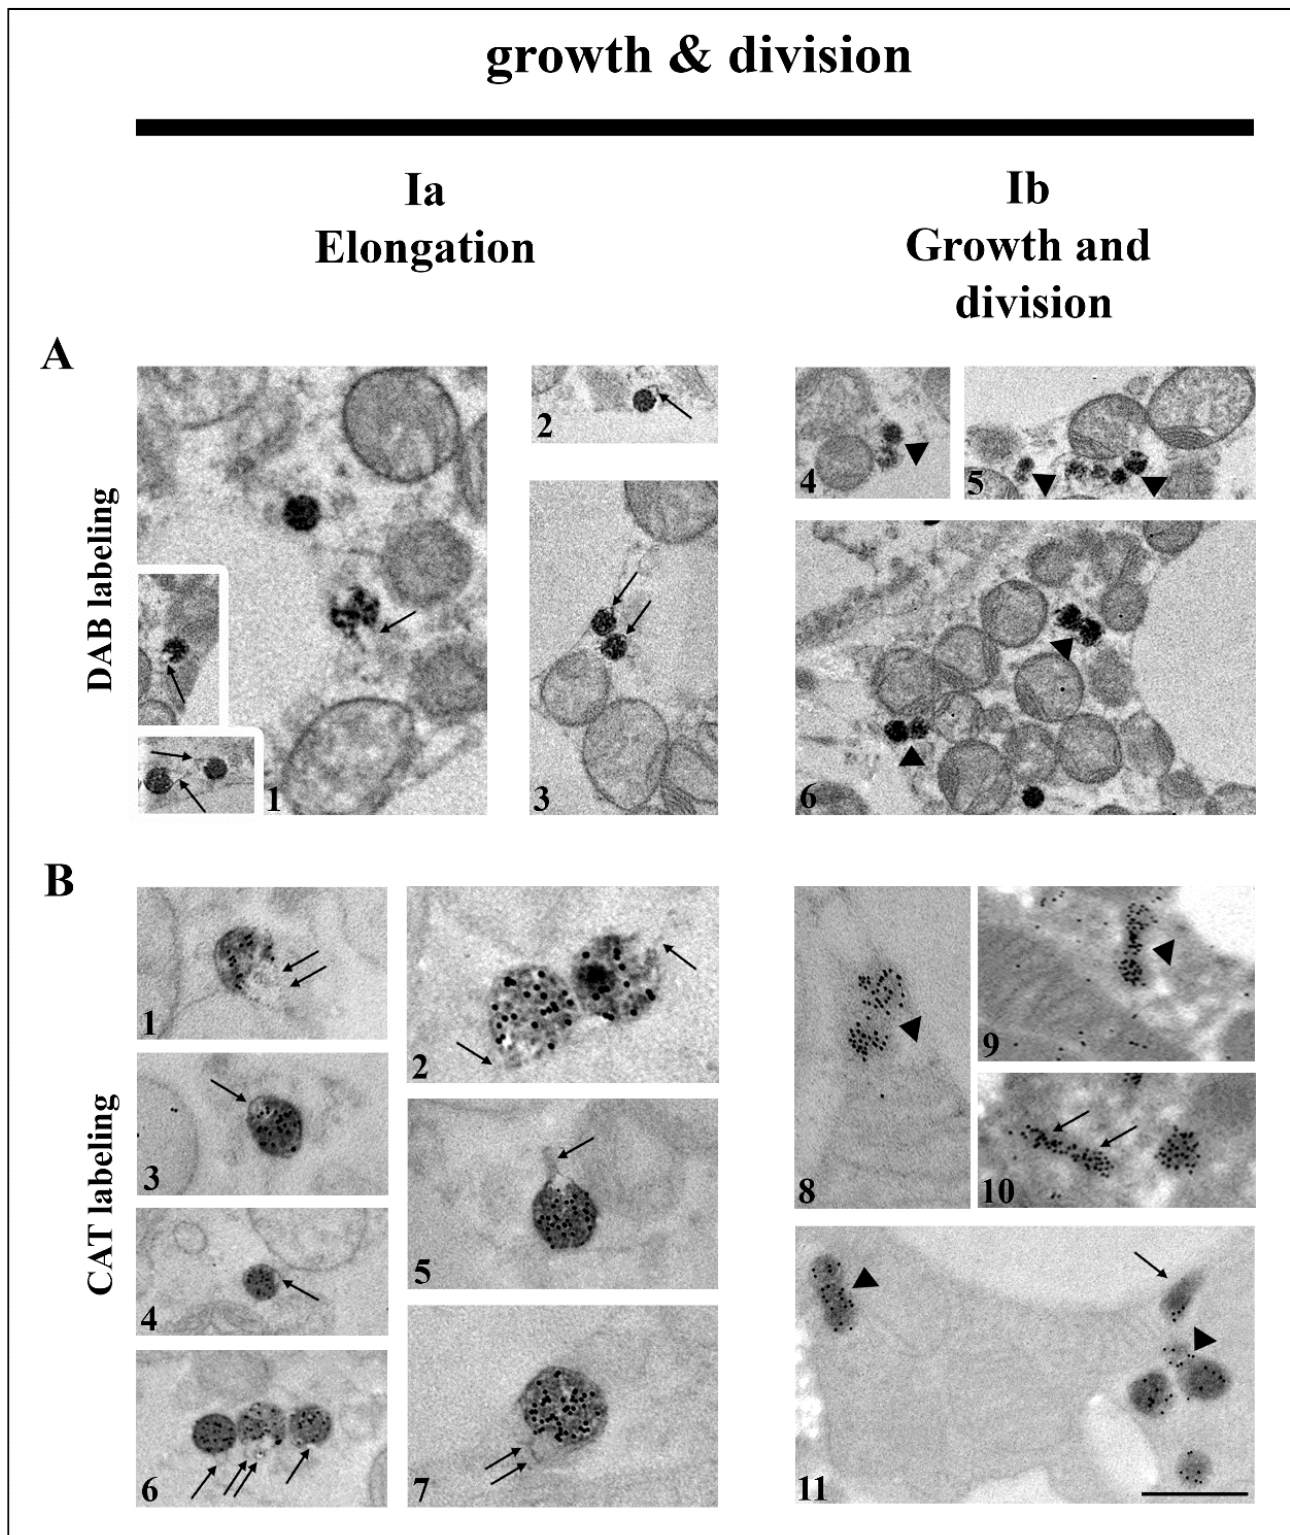 growth & division
Ia
Elongation
Ib
Growth and
division
A
DAB labeling
1
2
3
4
5
6
B
CAT labeling
1
2
3
4
5
6
7
8
9
10
11